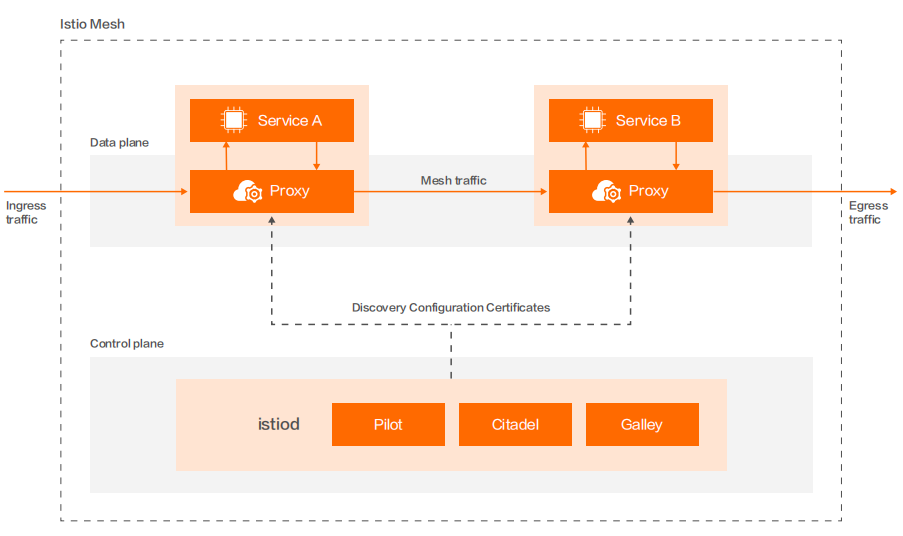 Istio Mesh
Data plane
Service A
Service B
Proxy
Mesh traffic
Proxy
Ingress
traffic
Egress
traffic
Discovery Configuration Certificates
Control plane
istiod
Pilot
Citadel
Galley